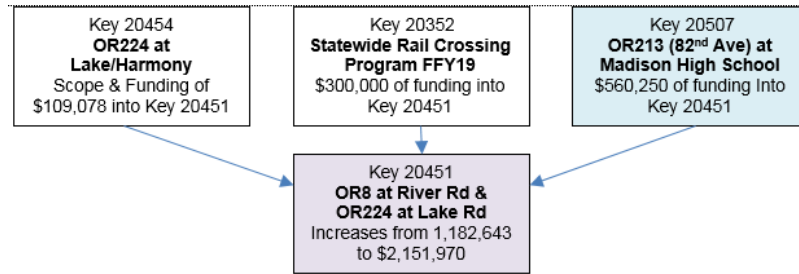 Key 20454
OR224 at
Lake/Harmony
Scope & Funding of
$109,078 into Key 20451
Key 20352
Statewide Rail Crossing
Program FFY19
$300,000 of funding into
Key 20451
Key 20507
OR213 (82nd Ave) at
Madison High School
$560,250 of funding Into
Key 20451
Key 20451
OR8 at River Rd &
OR224 at Lake Rd
Increases from 1,182,643
to $2,151,970